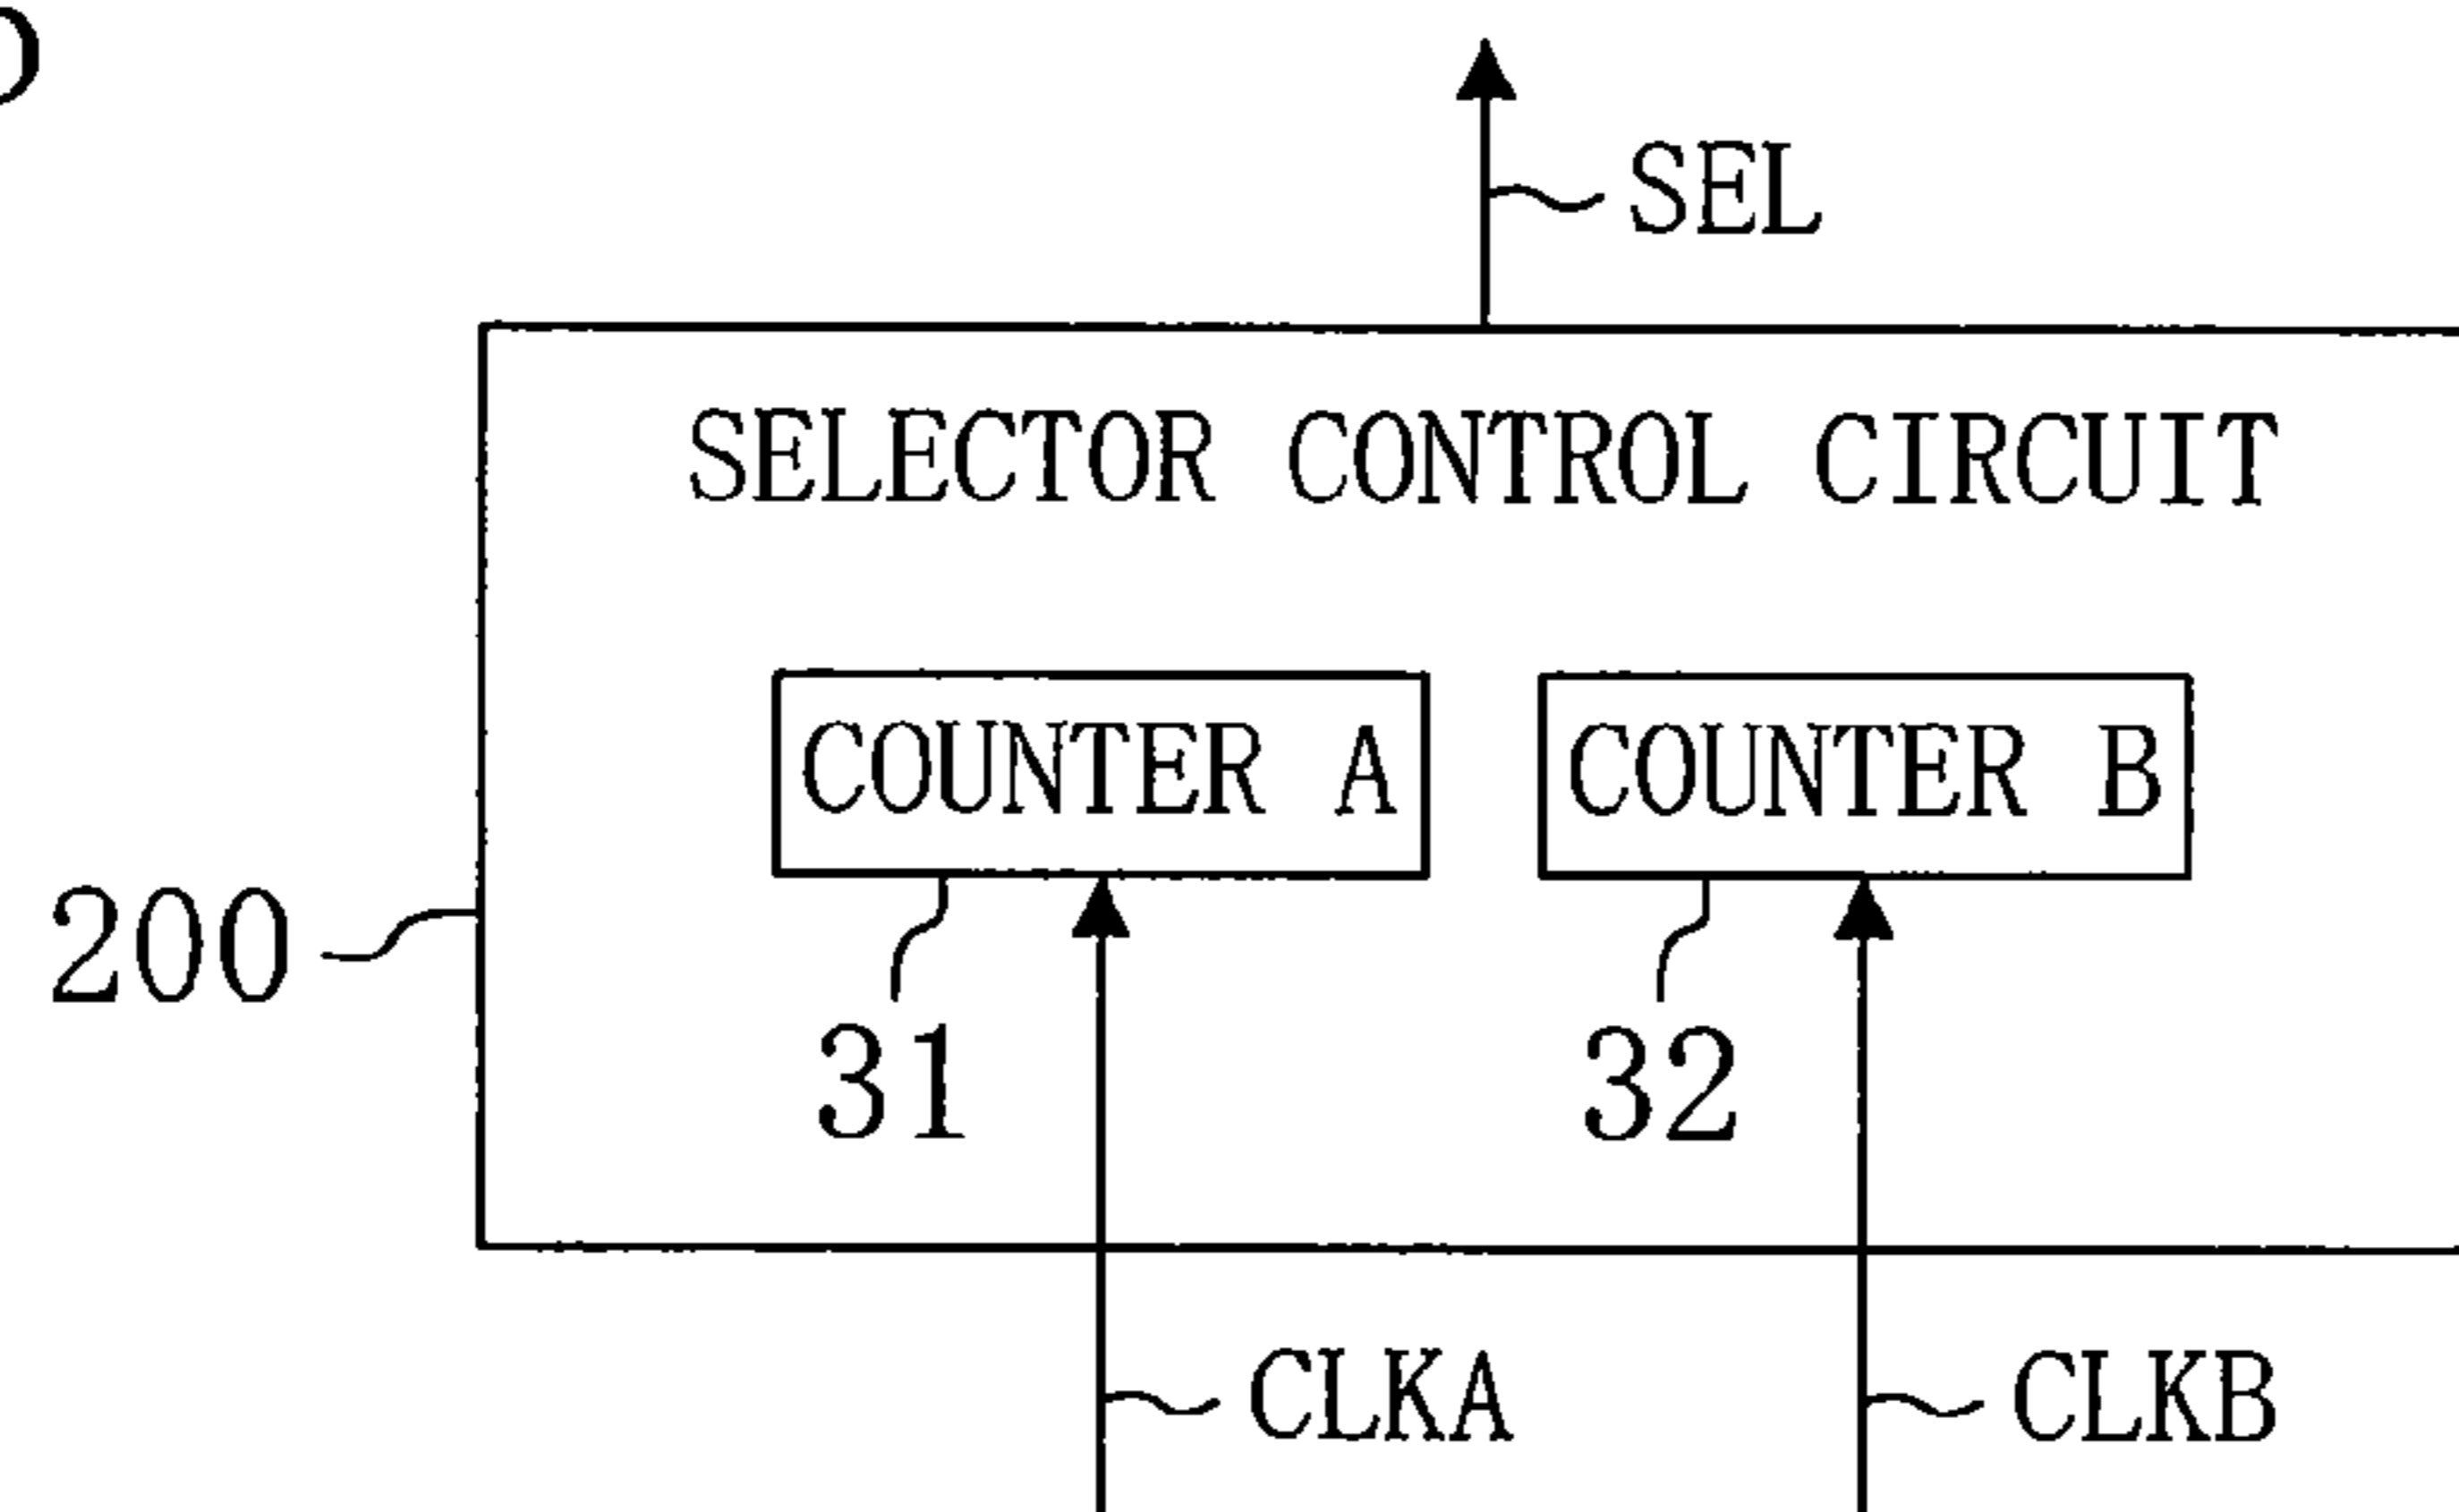 SEL
SELECTOR CONTROL CIRCUIT
COUNTER A COUNTER B
200
31 32
CLKA CLKB